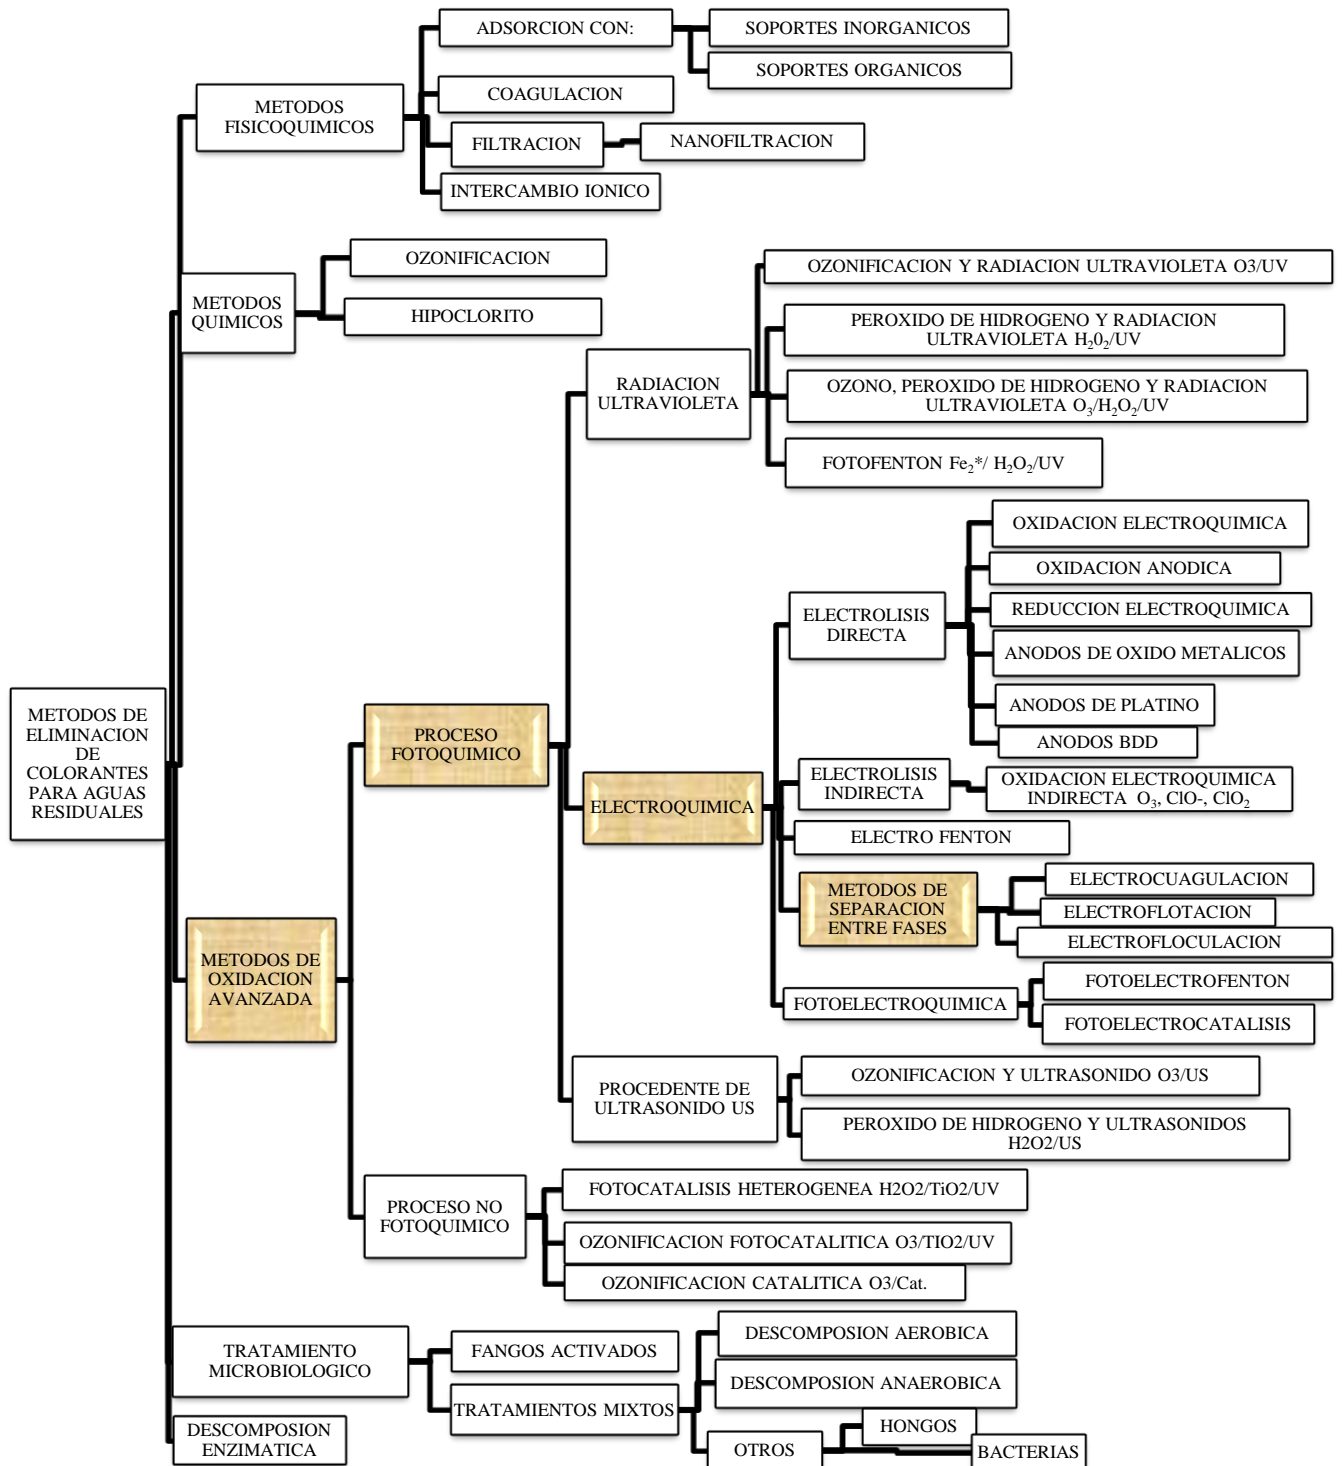 ADSORCION CON:
SOPORTES INORGANICOS
SOPORTES ORGANICOS
METODOS
FISICOQUIMICOS
COAGULACION
FILTRACION
NANOFILTRACION
INTERCAMBIO IONICO
METODOS
QUIMICOS
OZONIFICACION
HIPOCLORITO
RADIACION
ULTRAVIOLETA
OZONIFICACION Y RADIACION ULTRAVIOLETA O3/UV
PEROXIDO DE HIDROGENO Y RADIACION
ULTRAVIOLETA H₂0₂/UV
OZONO, PEROXIDO DE HIDROGENO Y RADIACION
ULTRAVIOLETA O₃/H₂O₂/UV
FOTOFENTON Fe₂*/ H₂O₂/UV
METODOS DE
ELIMINACION
DE
COLORANTES
PARA AGUAS
RESIDUALES
METODOS DE
OXIDACION
AVANZADA
PROCESO
FOTOQUIMICO
ELECTROQUIMICA
ELECTROLISIS
DIRECTA
OXIDACION ELECTROQUIMICA
OXIDACION ANODICA
REDUCCION ELECTROQUIMICA
ANODOS DE OXIDO METALICOS
ANODOS DE PLATINO
ANODOS BDD
ELECTROLISIS
INDIRECTA
OXIDACION ELECTROQUIMICA
INDIRECTA O₃, ClO-, ClO₂
ELECTRO FENTON
METODOS DE
SEPARACION
ENTRE FASES
ELECTROCUAGULACION
ELECTROFLOTACION
ELECTROFLOCULACION
FOTOELECTROQUIMICA
FOTOELECTROFENTON
FOTOELECTROCATALISIS
PROCEDENTE DE
ULTRASONIDO US
OZONIFICACION Y ULTRASONIDO O3/US
PEROXIDO DE HIDROGENO Y ULTRASONIDOS
H2O2/US
PROCESO NO
FOTOQUIMICO
FOTOCATALISIS HETEROGENEA H2O2/TiO2/UV
OZONIFICACION FOTOCATALITICA O3/TIO2/UV
OZONIFICACION CATALITICA O3/Cat.
TRATAMIENTO
MICROBIOLOGICO
FANGOS ACTIVADOS
TRATAMIENTOS MIXTOS
DESCOMPOSION AEROBICA
DESCOMPOSION ANAEROBICA
OTROS
HONGOS
BACTERIAS
DESCOMPOSION
ENZIMATICA